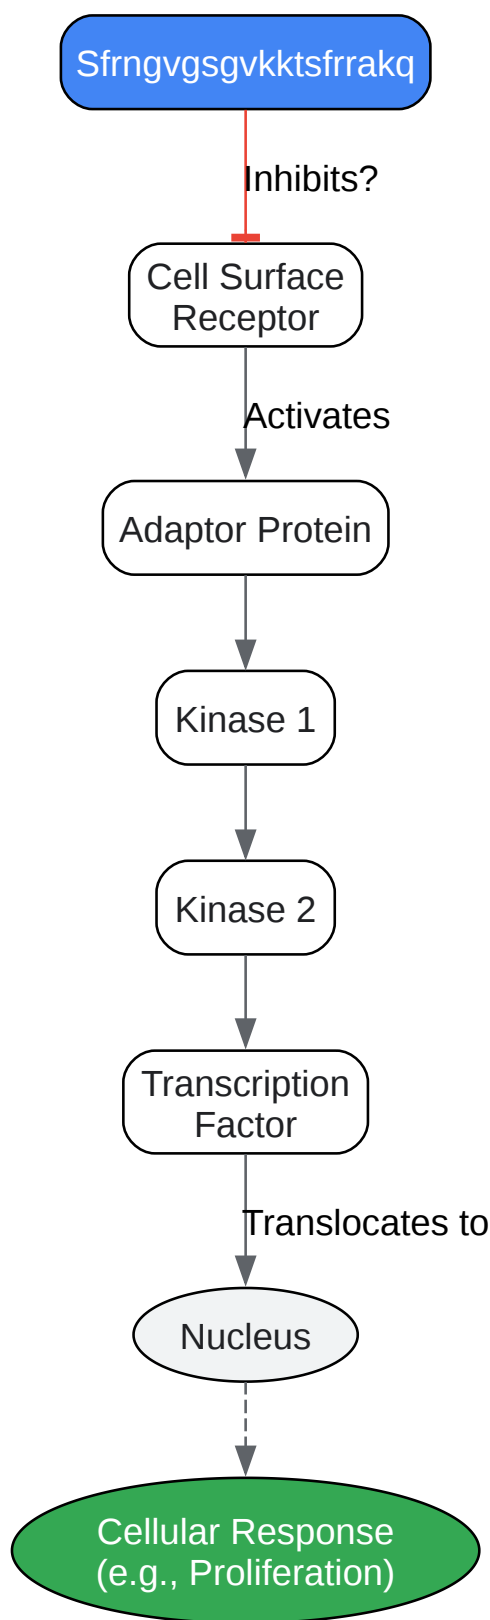 Sfrngvgsgvkktsfrrakq
Inhibits?
Cell Surface
Receptor
Activates
Adaptor Protein
Kinase 1
Kinase 2
Transcription
Factor
Translocates to
Nucleus
Cellular Response
(e.g., Proliferation)